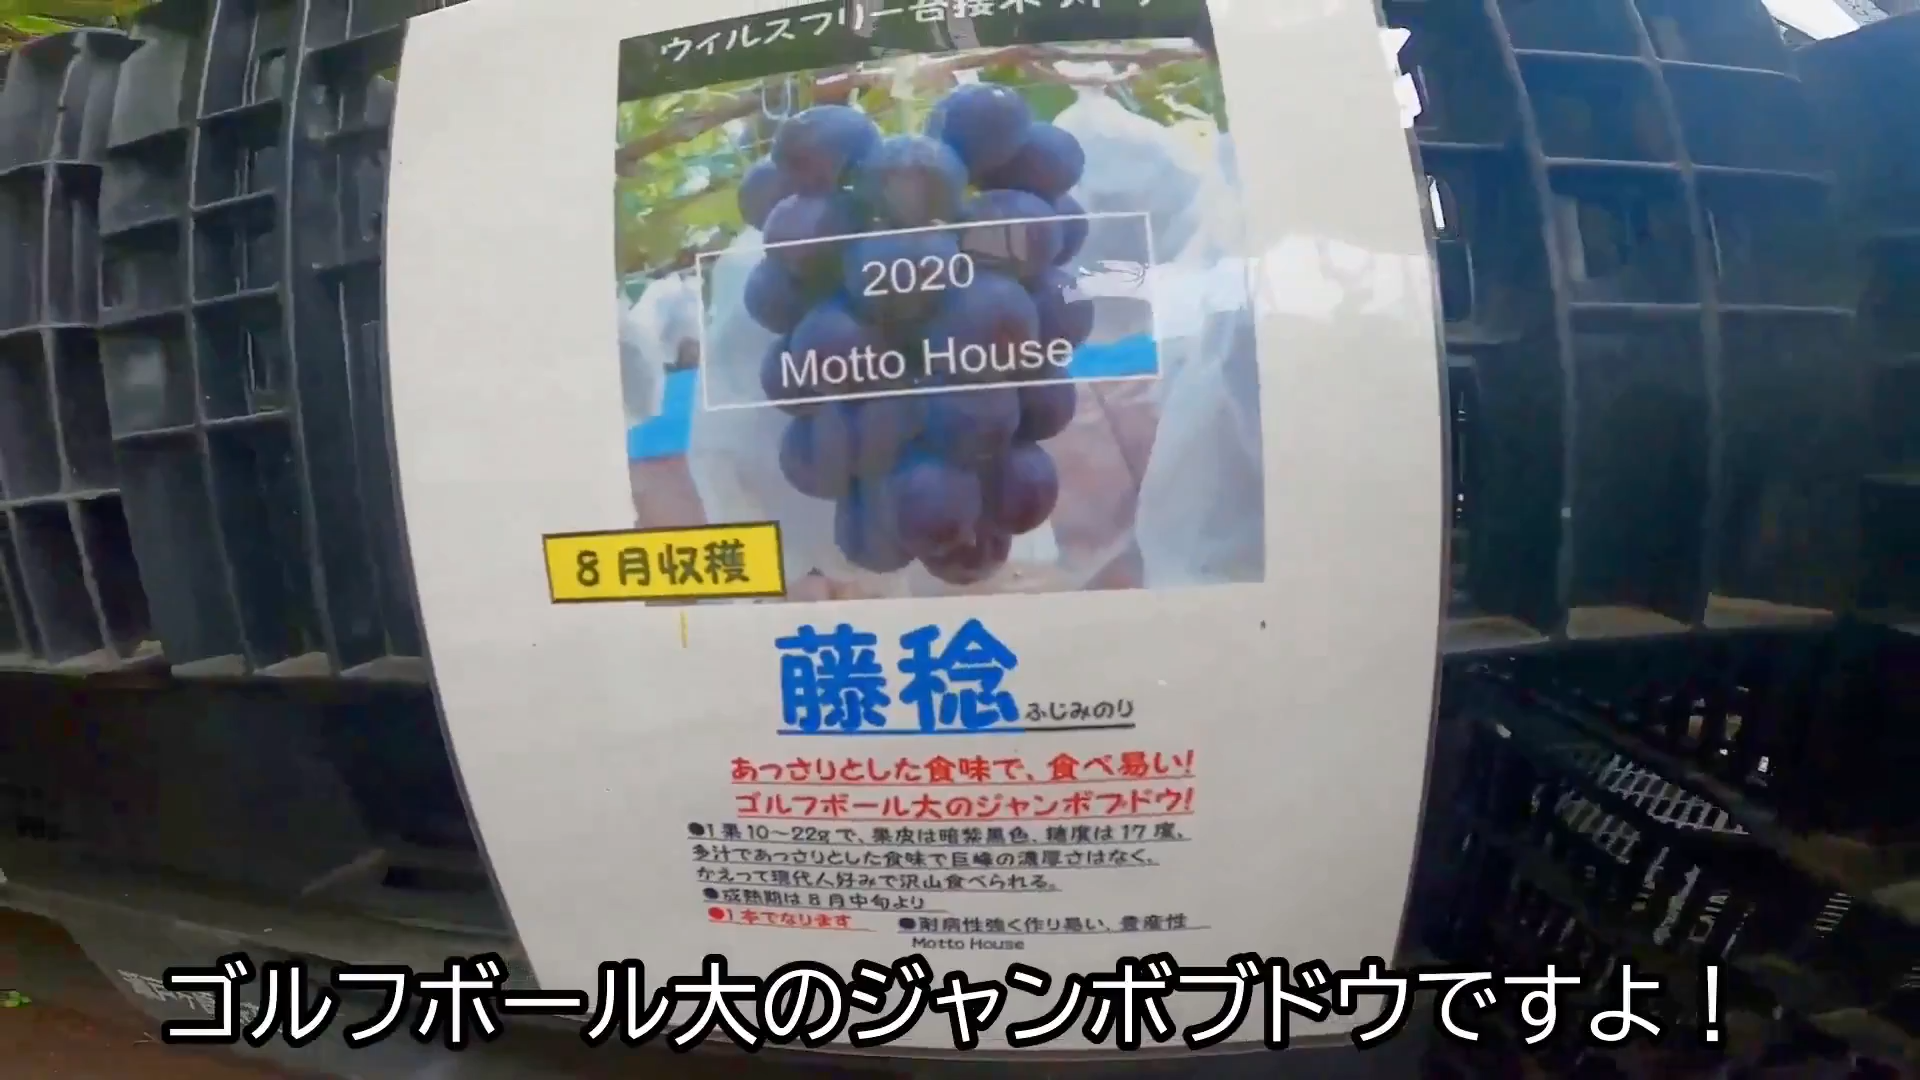 ウイルスフリー台接木
2020
Motto House
8月収穫
藤稔 ふじみのり
あっさりとした食味で、食べ易い!
ゴルフボール大のジャンボブドウ!
●1果10～22gで、果皮は暗紫黒色、糖度は17度、
多汁であっさりとした食味で巨峰の濃厚さはなく、
かえって現代人好みで沢山食べられる。
●成熟期は8月中旬より
●1本でなります ●耐病性強く作り易い、豊産性
Motto House
ゴルフボール大のジャンボブドウですよ！